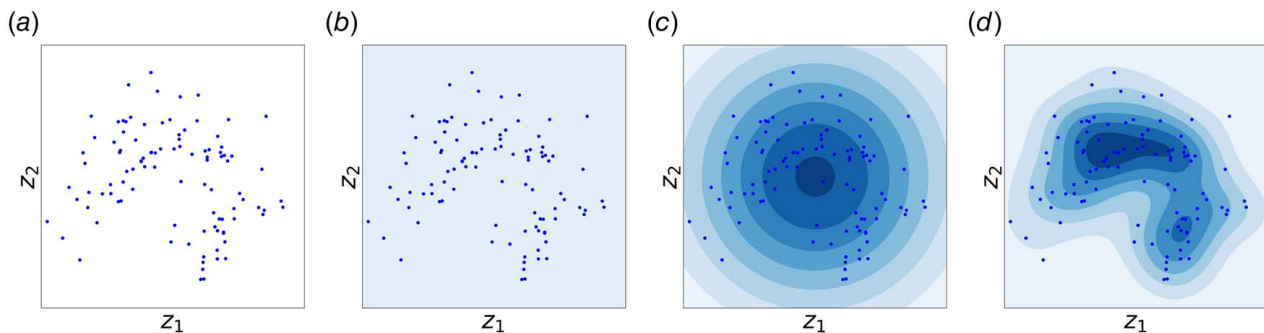 (a) (b) (c) (d)
z₂ z₂ z₂ z₂
z₁ z₁ z₁ z₁